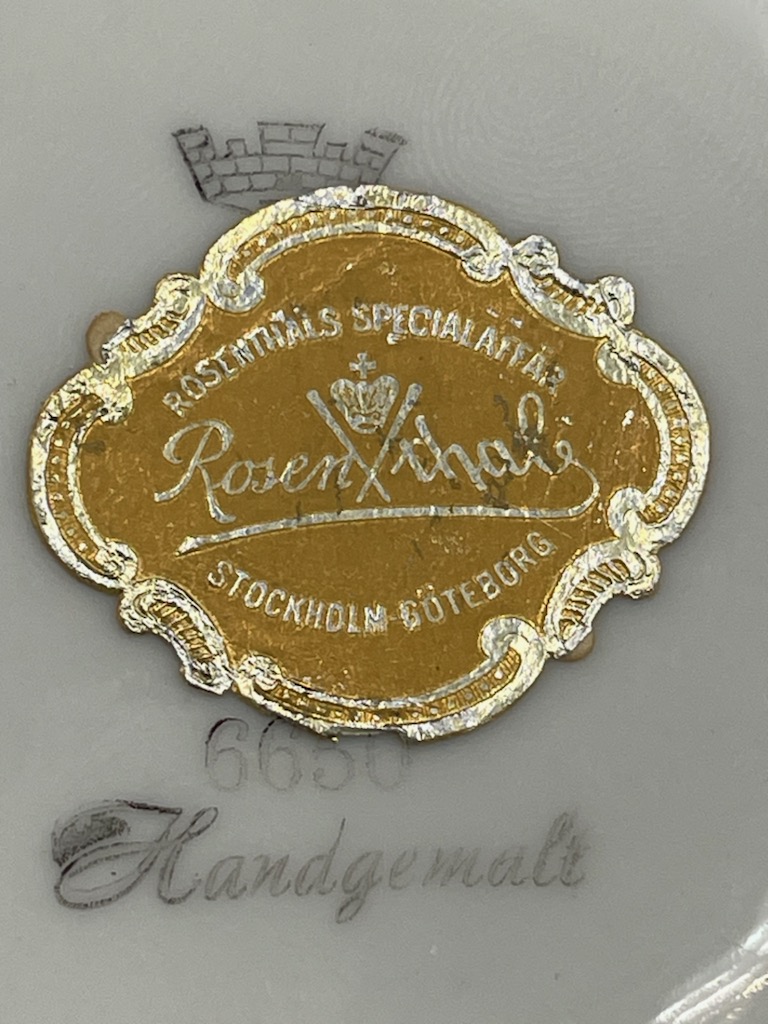 ROSENTHALS SPECIALAFFÄR
Rosenthal
STOCKHOLM-GÖTEBORG
6650
Handgemalt